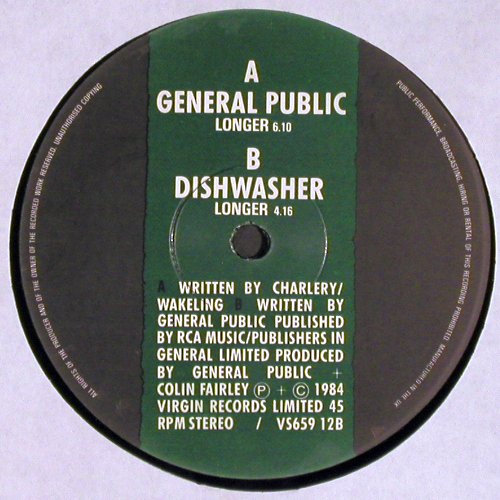 A
GENERAL PUBLIC
LONGER 6.10
B
DISHWASHER
LONGER 4.16
A WRITTEN BY CHARLERY/
WAKELING B WRITTEN BY
GENERAL PUBLIC PUBLISHED
BY RCA MUSIC/PUBLISHERS IN
GENERAL LIMITED PRODUCED
BY GENERAL PUBLIC +
COLIN FAIRLEY Ⓟ + © 1984
VIRGIN RECORDS LIMITED 45
RPM STEREO / VS659 12B
ALL RIGHTS OF THE PRODUCER AND OF THE OWNER OF THE RECORDED WORK RESERVED. UNAUTHORISED COPYING
PUBLIC PERFORMANCE, BROADCASTING, HIRING OR RENTAL OF THIS RECORDING PROHIBITED. MANUFACTURED IN THE UK